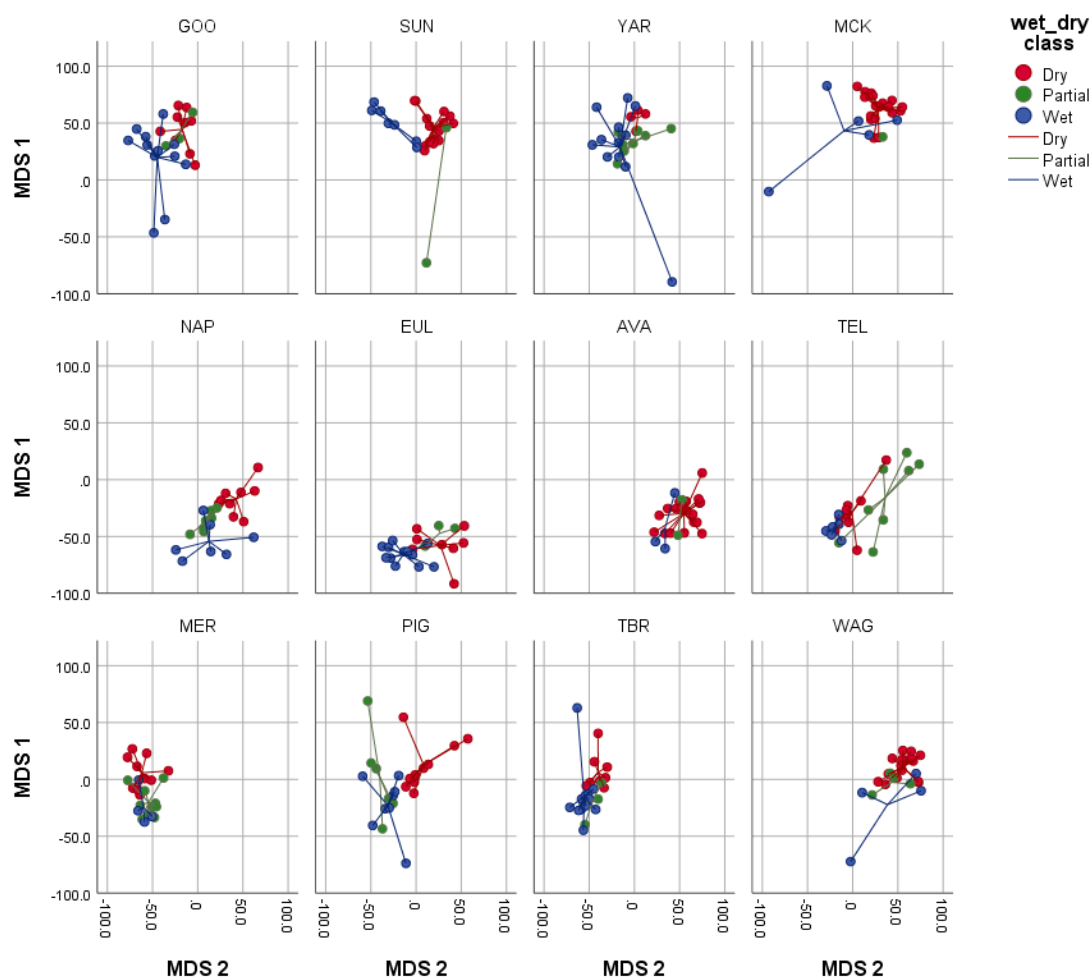 GOO SUN YAR MCK
wet_dry
class
Dry
Partial
Wet
Dry
Partial
Wet
MDS 1
100.0
50.0
.0
-50.0
-100.0
NAP EUL AVA TEL
MDS 1
100.0
50.0
.0
-50.0
-100.0
MER PIG TBR WAG
MDS 1
100.0
50.0
.0
-50.0
-100.0
-100.0 -50.0 .0 50.0 100.0 -100.0 -50.0 .0 50.0 100.0 -100.0 -50.0 .0 50.0 100.0 -100.0 -50.0 .0 50.0 100.0
MDS 2 MDS 2 MDS 2 MDS 2